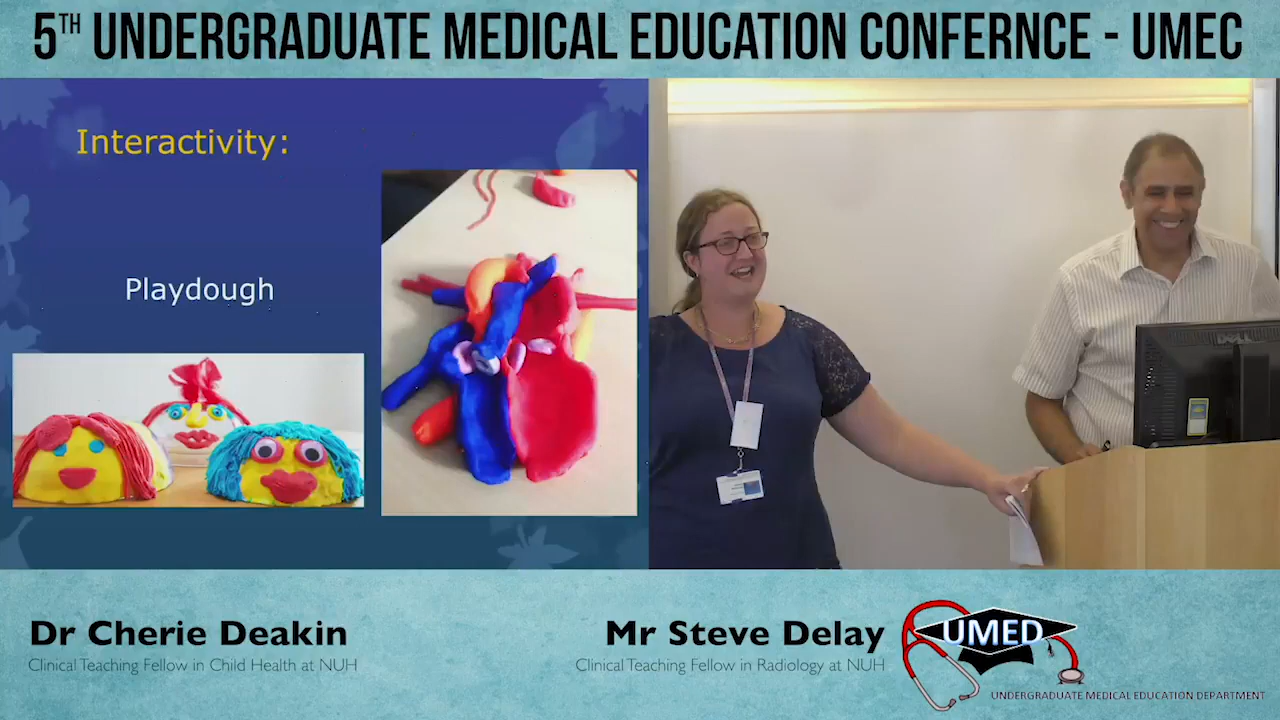 5TH UNDERGRADUATE MEDICAL EDUCATION CONFERNCE - UMEC
Interactivity:
Playdough
DELL
Dr Cherie Deakin
Clinical Teaching Fellow in Child Health at NUH
Mr Steve Delay
Clinical Teaching Fellow in Radiology at NUH
UMED
UNDERGRADUATE MEDICAL EDUCATION DEPARTMENT